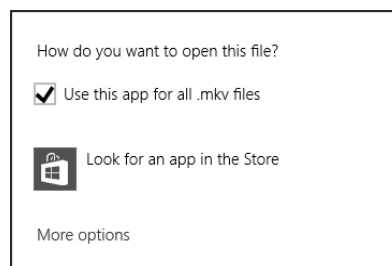 How do you want to open this file?
Use this app for all .mkv files
Look for an app in the Store
More options